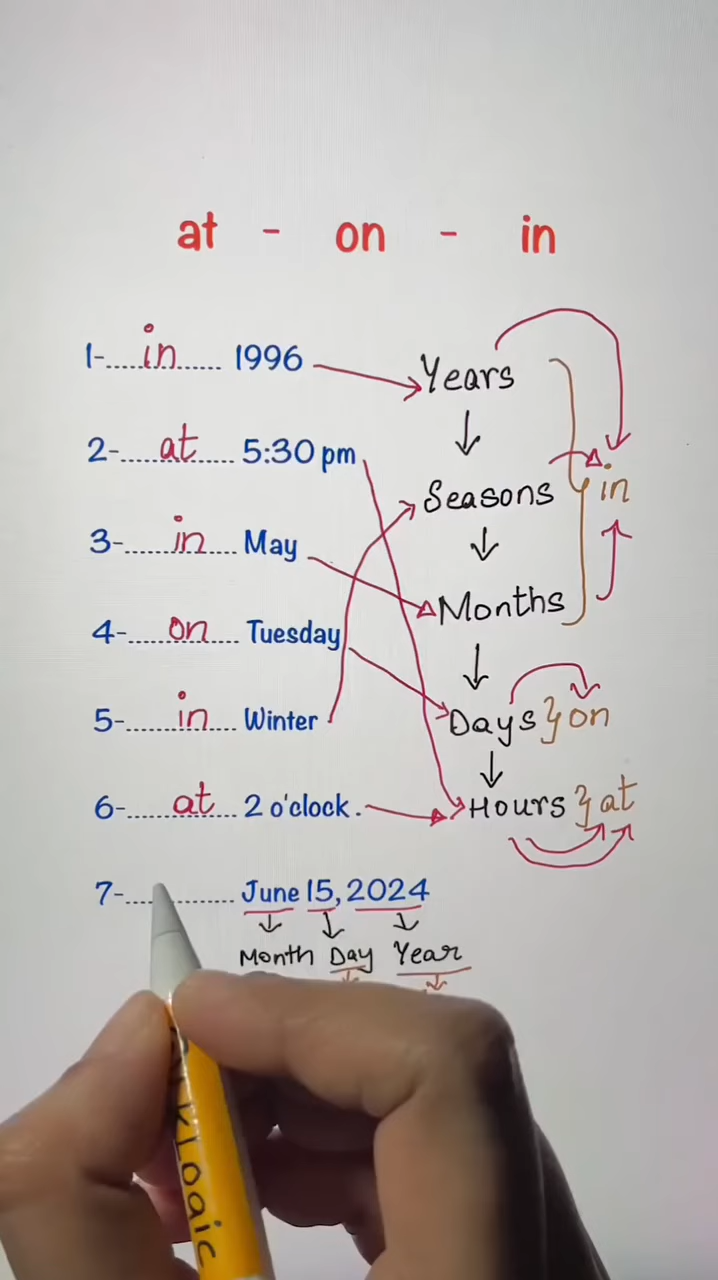 at - on - in
1-....in...... 1996
2-......at..... 5:30 pm
3-.......in..... May
4-.....on.... Tuesday
5-.......in.... Winter
6-......at... 2 o'clock.
7-............ June 15, 2024
Month Day Year
Years
Seasons
in
Months
Days } on
Hours } at
Logic